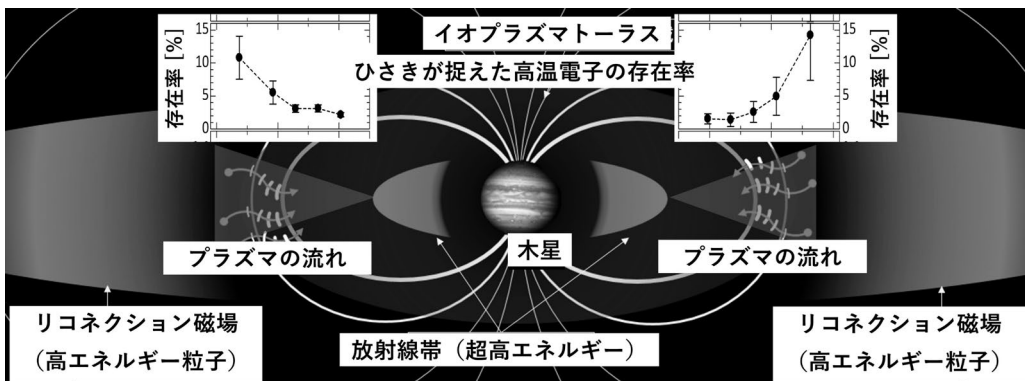 存在率 [%]
15
10
5
0
イオプラズマトーラス
ひさきが捉えた高温電子の存在率
15
10
5
0
存在率 [%]
プラズマの流れ
木星
プラズマの流れ
リコネクション磁場
（高エネルギー粒子）
放射線帯（超高エネルギー）
リコネクション磁場
（高エネルギー粒子）